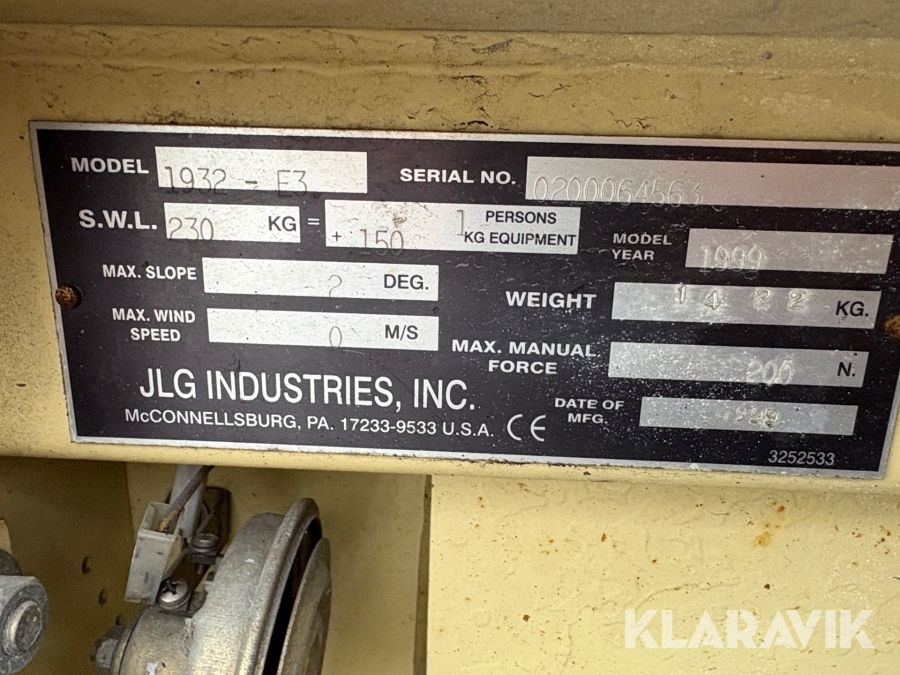 MODEL 1932 - E3
SERIAL NO. 0200064563
S.W.L. 230 KG = 1 PERSONS
+ 150 KG EQUIPMENT
MODEL YEAR 1999
MAX. SLOPE 2 DEG.
WEIGHT 1422 KG.
MAX. WIND SPEED 0 M/S
MAX. MANUAL FORCE 200 N.
JLG INDUSTRIES, INC.
McCONNELLSBURG, PA. 17233-9533 U.S.A. CE
DATE OF MFG. 1999
3252533
KLARAVIK